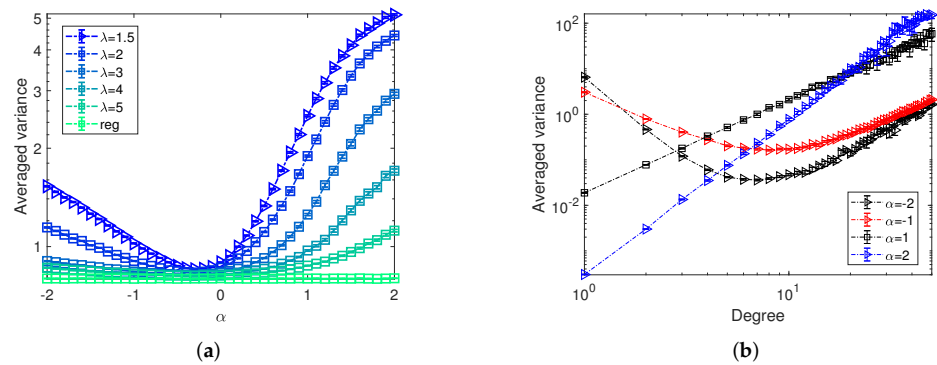 5
4
3
2
1
Averaged variance
λ=1.5
λ=2
λ=3
λ=4
λ=5
reg
-2 -1 0 1 2
α
(a)
10²
10⁰
10⁻²
Averaged variance
α=-2
α=-1
α=1
α=2
10⁰ 10¹
Degree
(b)